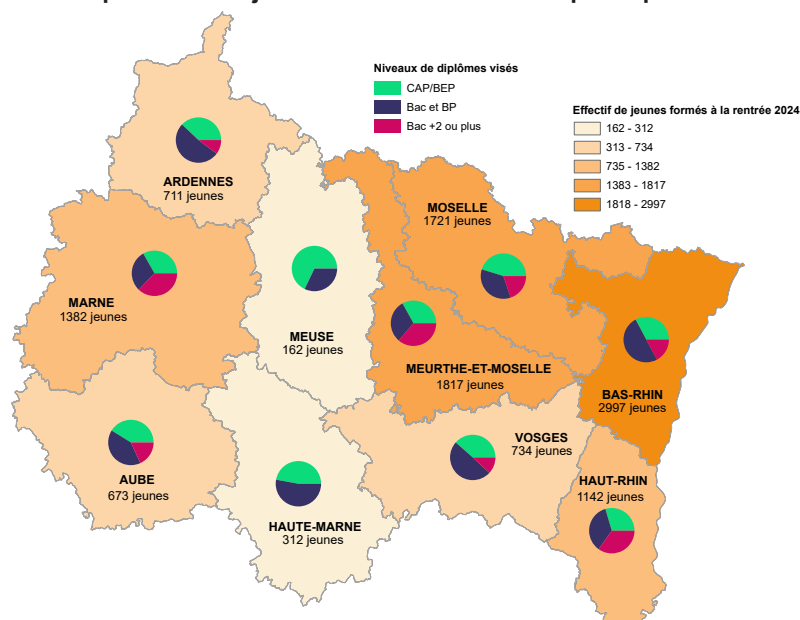 Niveaux de diplômes visés
CAP/BEP
Bac et BP
Bac +2 ou plus
Effectif de jeunes formés à la rentrée 2024
162 - 312
313 - 734
735 - 1382
1383 - 1817
1818 - 2997
ARDENNES
711 jeunes
MOSELLE
1721 jeunes
MARNE
1382 jeunes
MEUSE
162 jeunes
MEURTHE-ET-MOSELLE
1817 jeunes
BAS-RHIN
2997 jeunes
VOSGES
734 jeunes
AUBE
673 jeunes
HAUT-RHIN
1142 jeunes
HAUTE-MARNE
312 jeunes